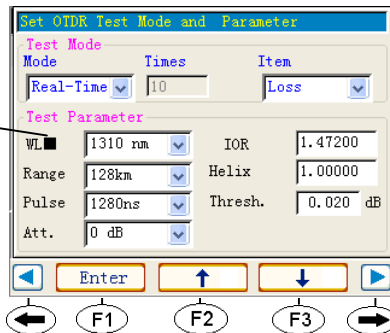 Set OTDR Test Mode and Parameter
Test Mode
Mode Times Item
Real-Time 10 Loss
Test Parameter
WL 1310 nm IOR 1.47200
Range 128km Helix 1.00000
Pulse 1280ns Thresh. 0.020 dB
Att. 0 dB
Enter
F1 F2 F3